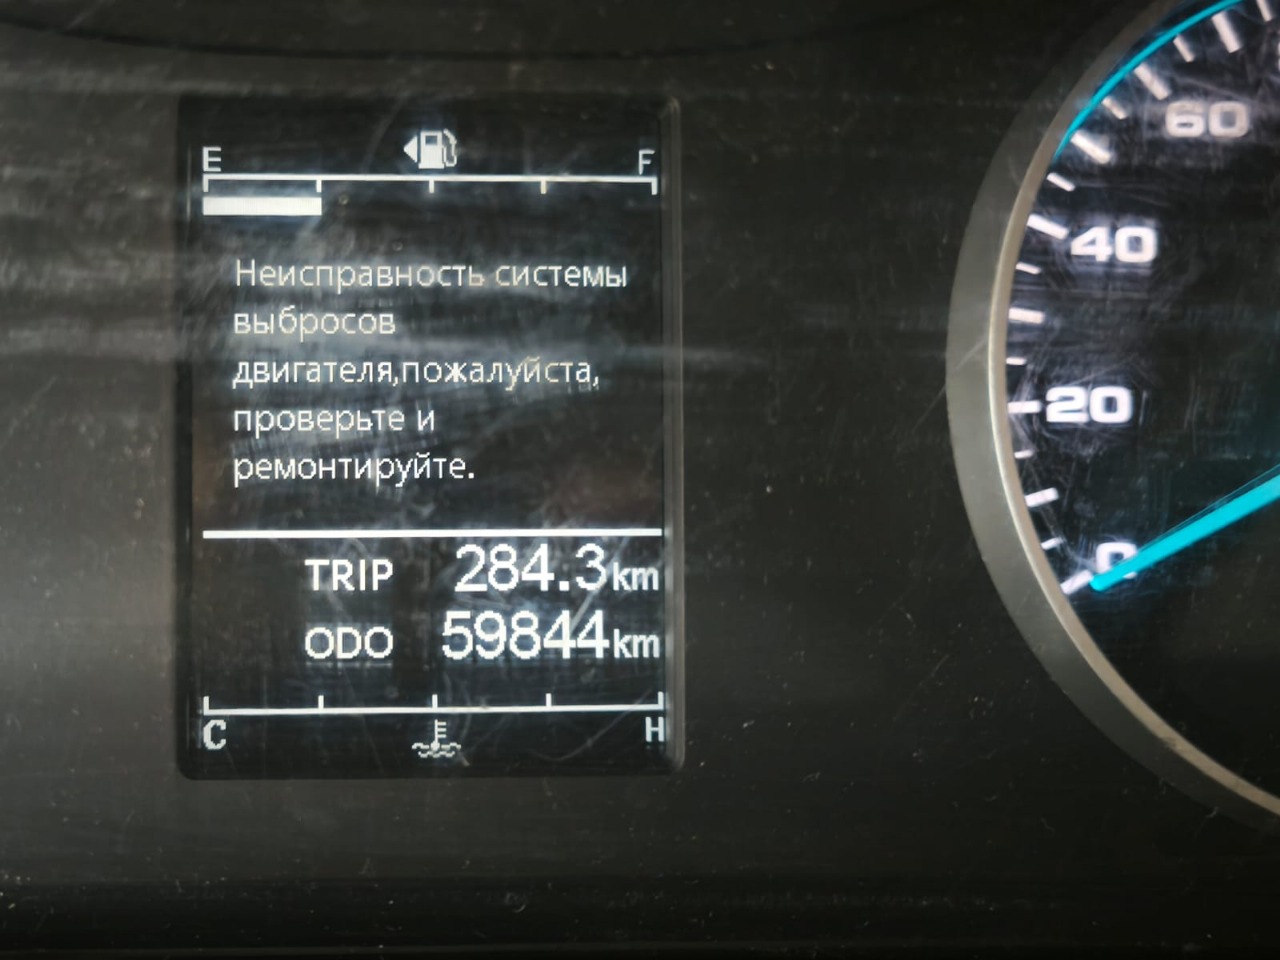 E F
Неисправность системы
выбросов
двигателя,пожалуйста,
проверьте и
ремонтируйте.
TRIP 284.3km
ODO 59844km
C H
60
40
20
0